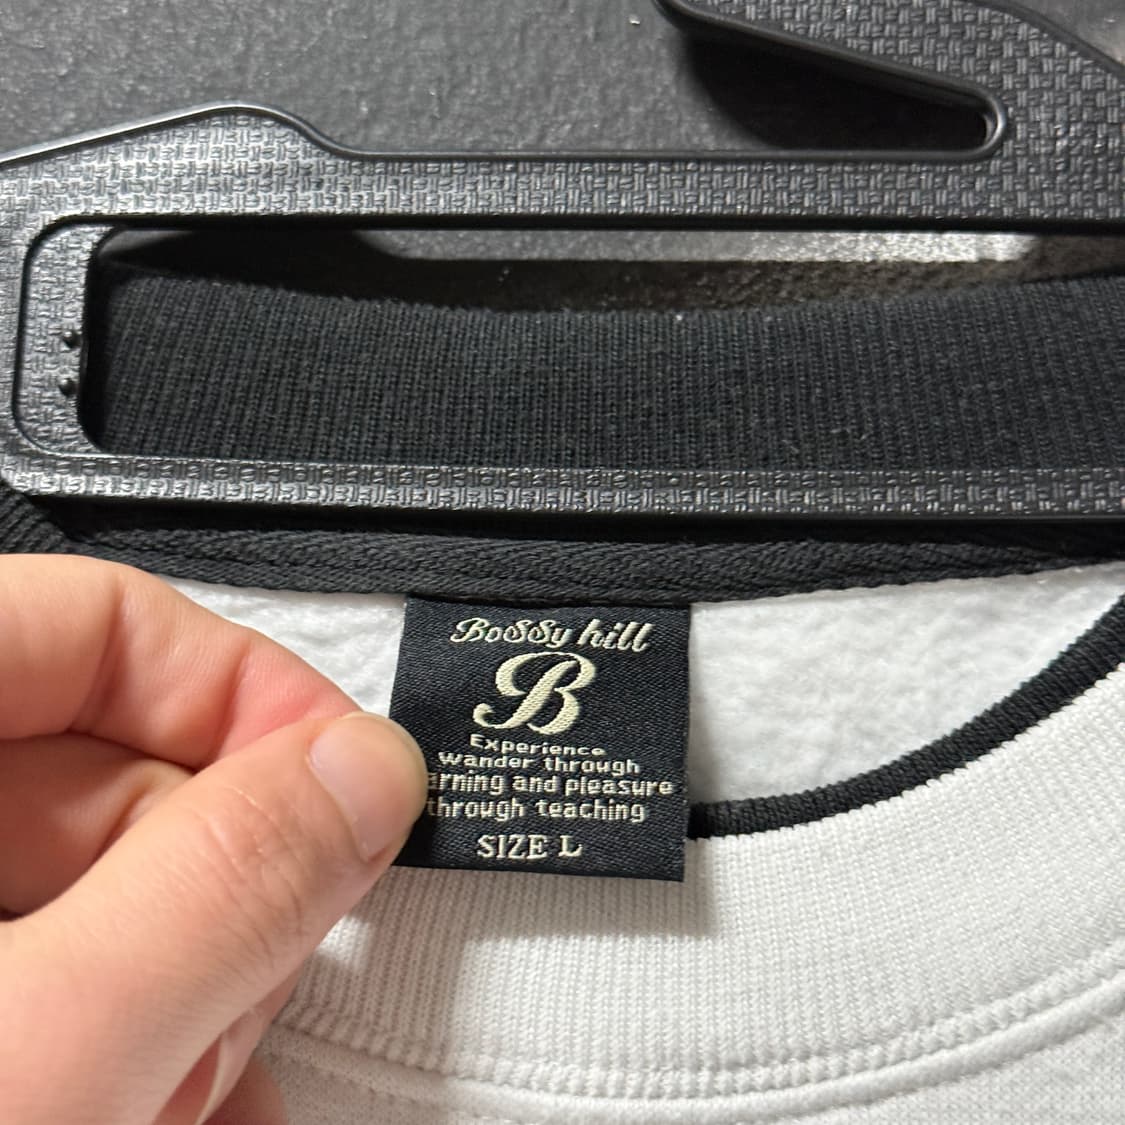 BoSSy hill
B
Experience
wander through
arning and pleasure
through teaching
SIZE L